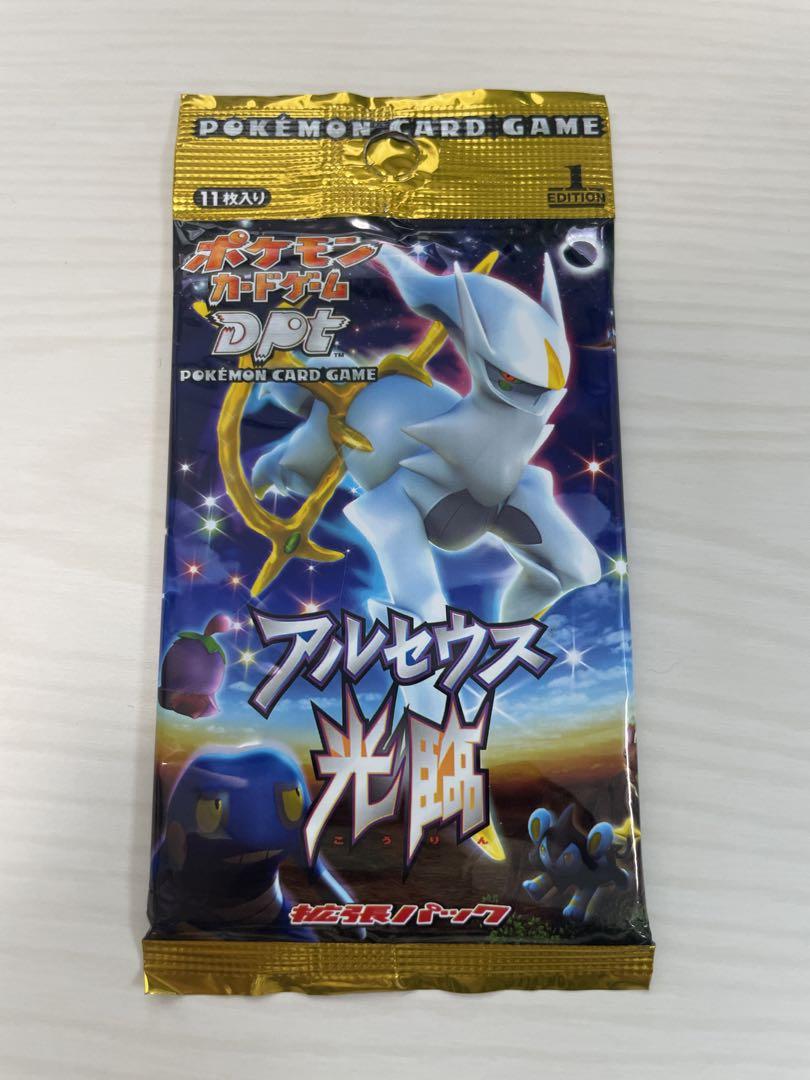 POKÉMON CARD GAME
11枚入り
1
EDITION
ポケモン
カードゲーム
DPt™
POKÉMON CARD GAME
アルセウス
光臨
こうりん
拡張パック